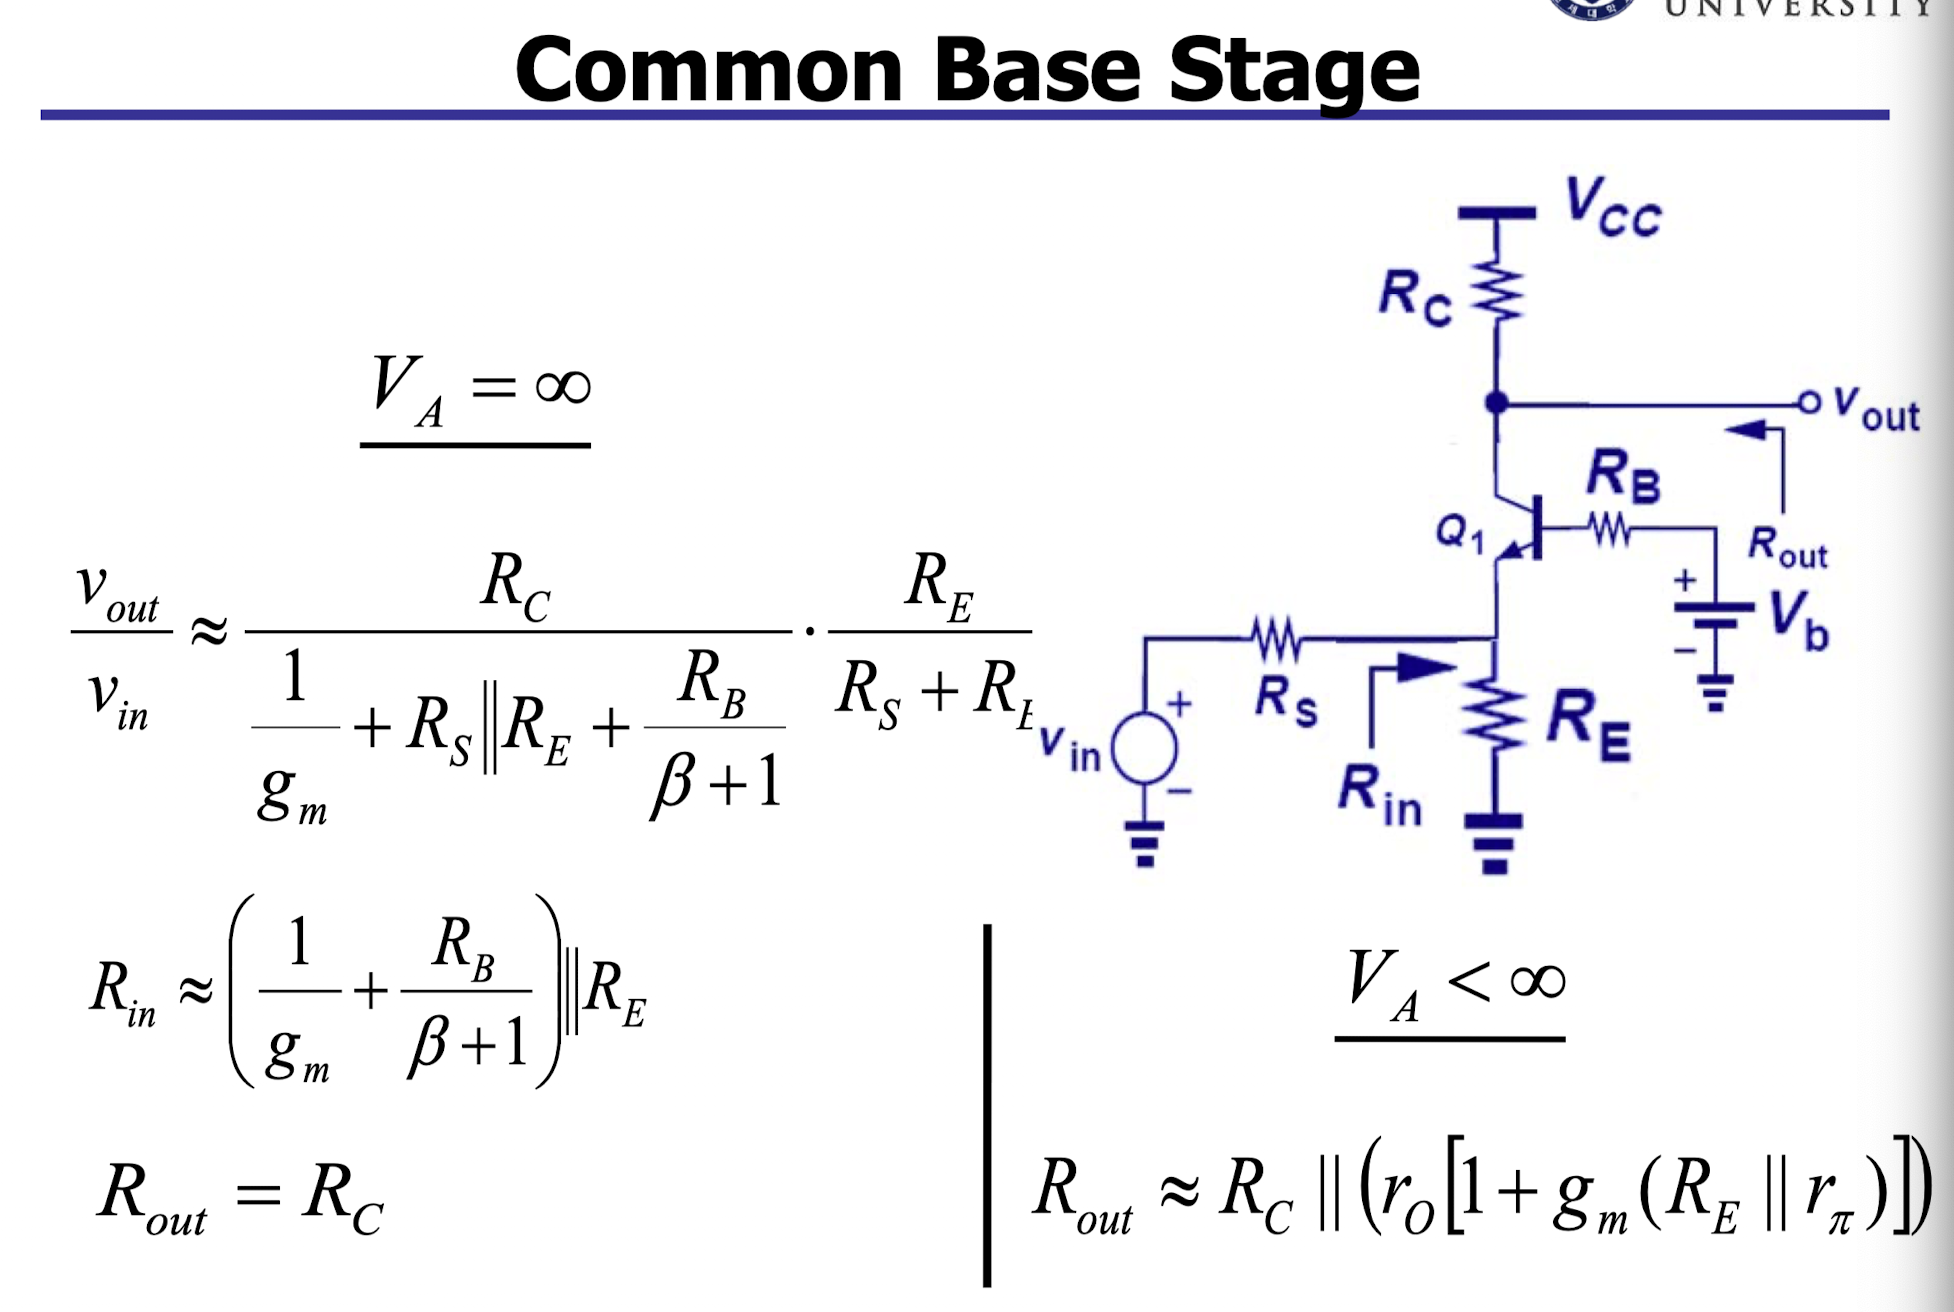 UNIVERSITY
Common Base Stage
V_A = ∞
v_out / v_in ≈ R_C / (1/g_m + R_S || R_E + R_B/(β+1)) · R_E / (R_S + R_E
R_in ≈ (1/g_m + R_B/(β+1)) || R_E
R_out = R_C
V_CC
R_C
V_out
R_B
Q_1
R_out
+
V_b
−
R_S
+
V_in
−
R_in
R_E
V_A < ∞
R_out ≈ R_C || (r_O[1 + g_m(R_E || r_π)])